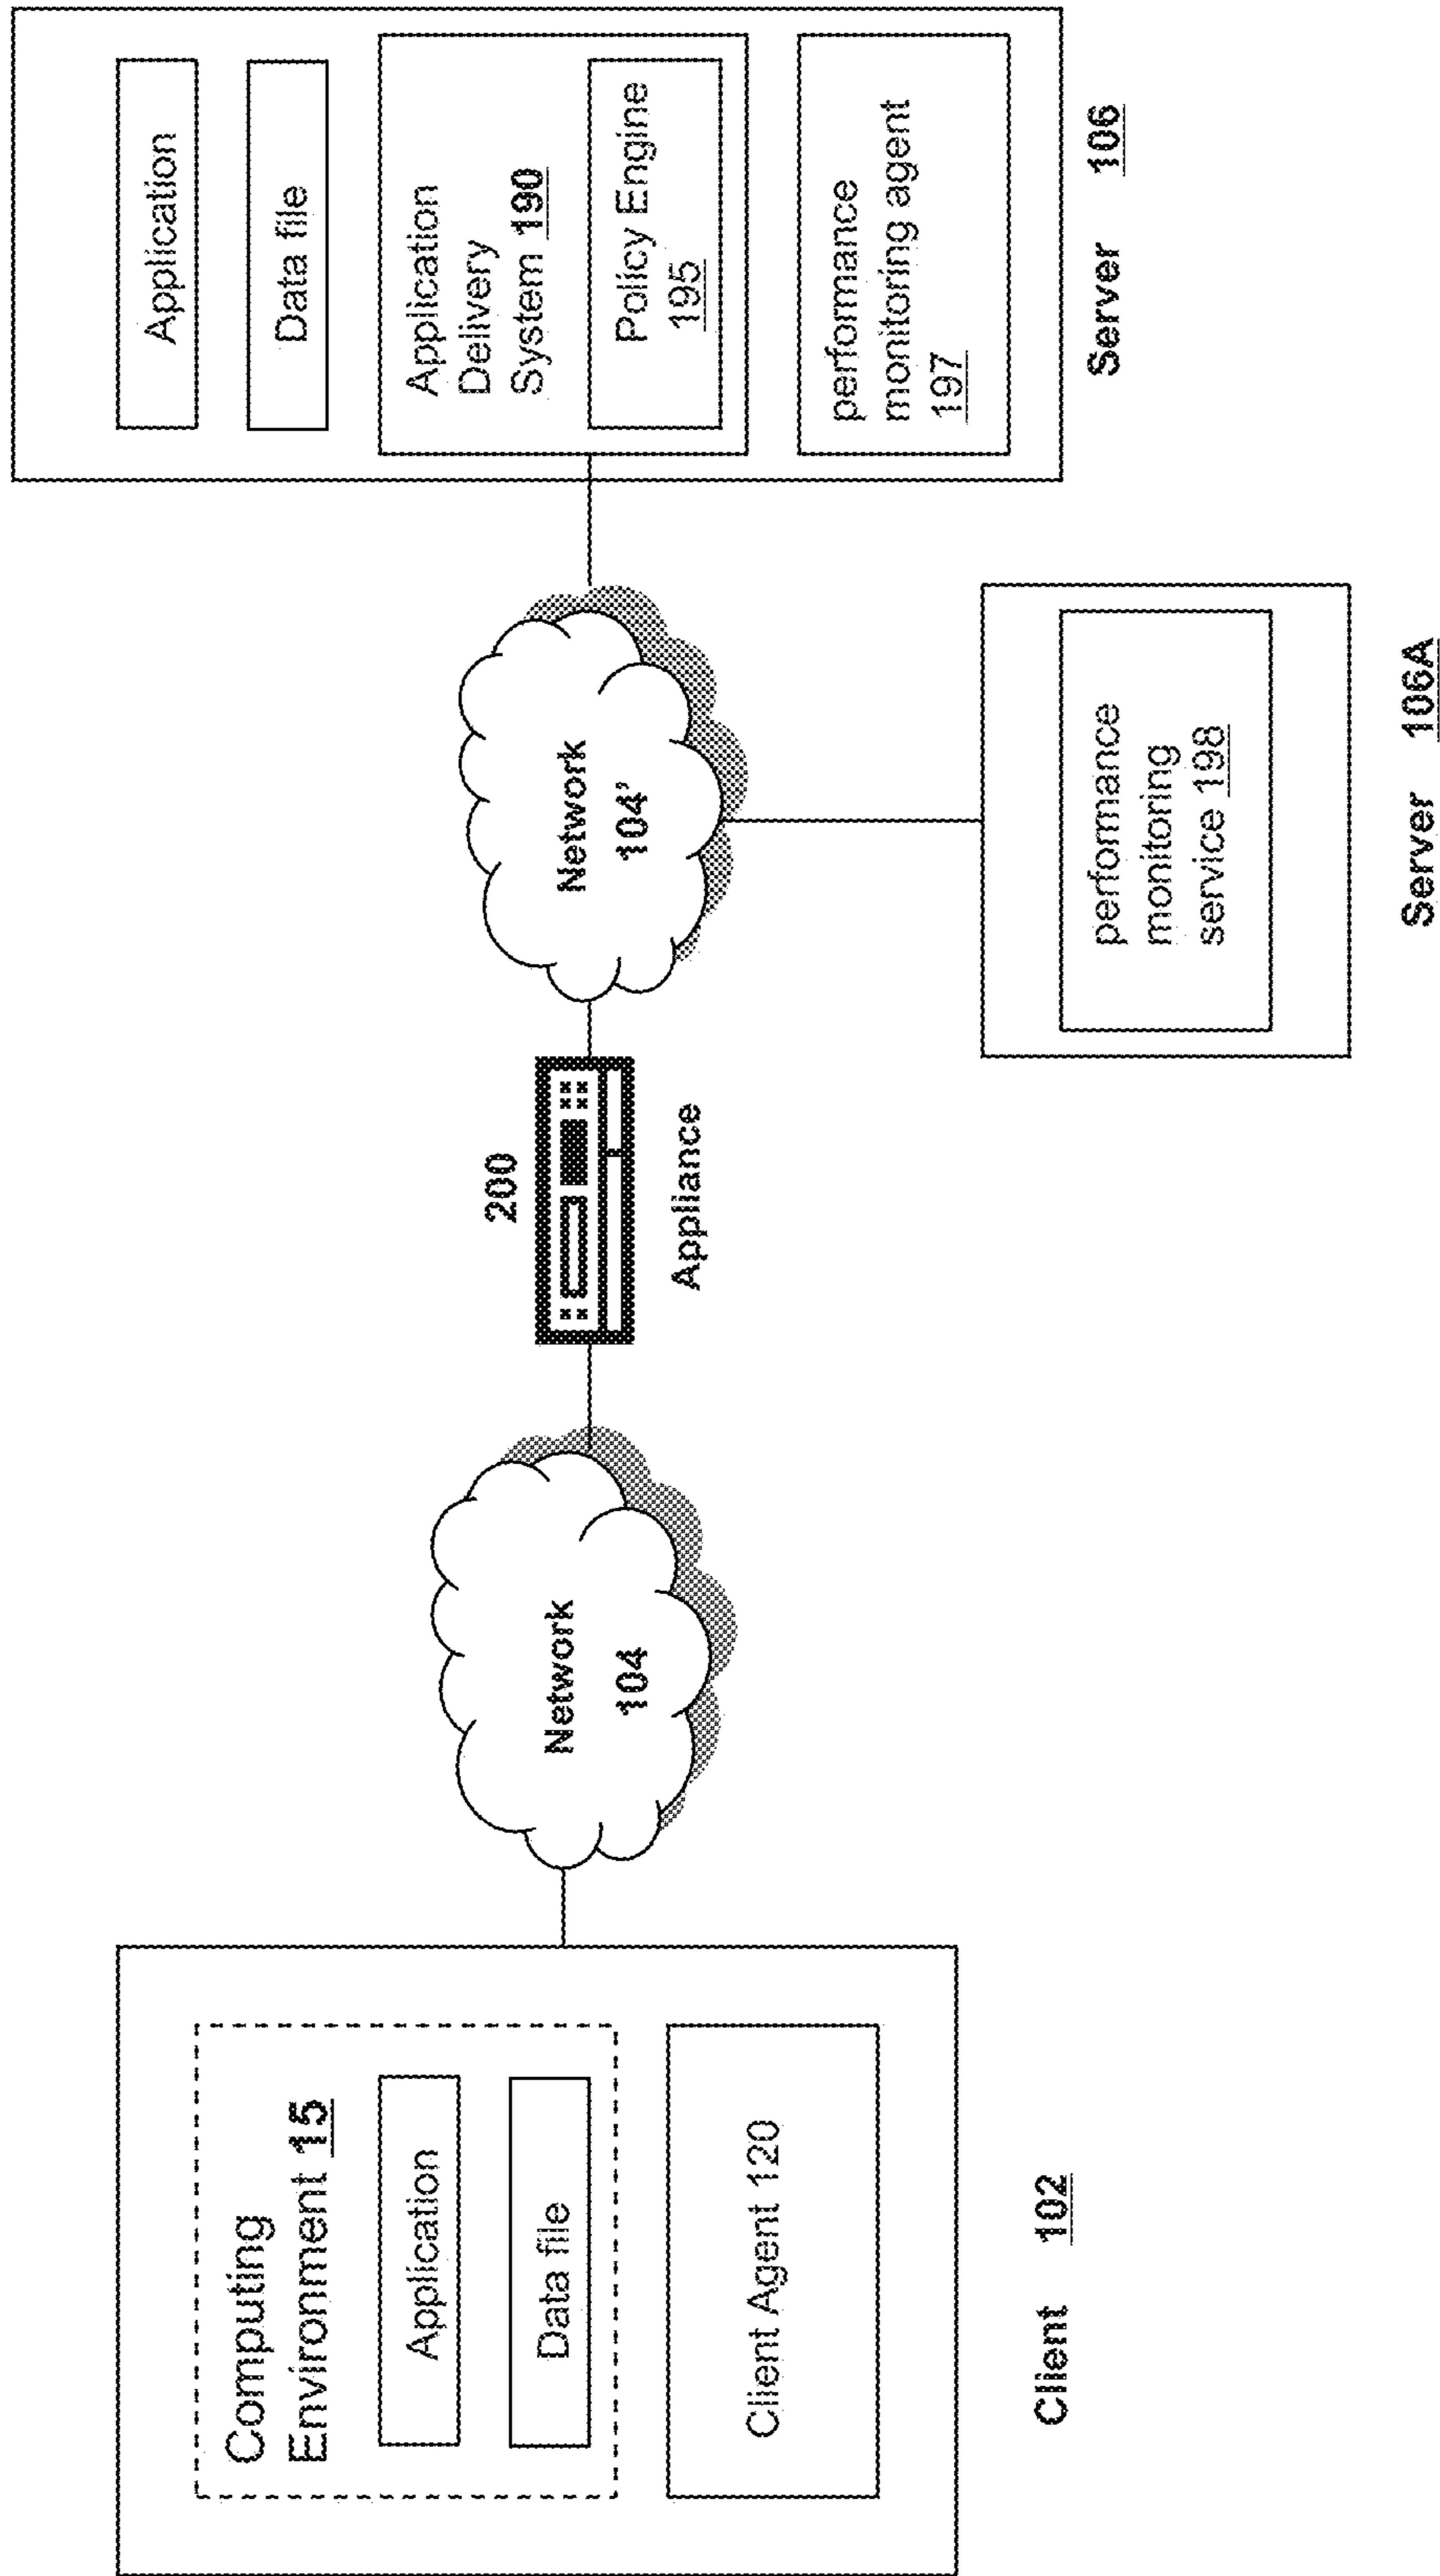 Computing
Environment 15
Application
Data file
Client Agent 120
Client 102
Network
104
200
Appliance
Network
104'
performance
monitoring
service 198
Server 106A
Application
Data file
Application
Delivery
System 190
Policy Engine
195
performance
monitoring agent
197
Server 106